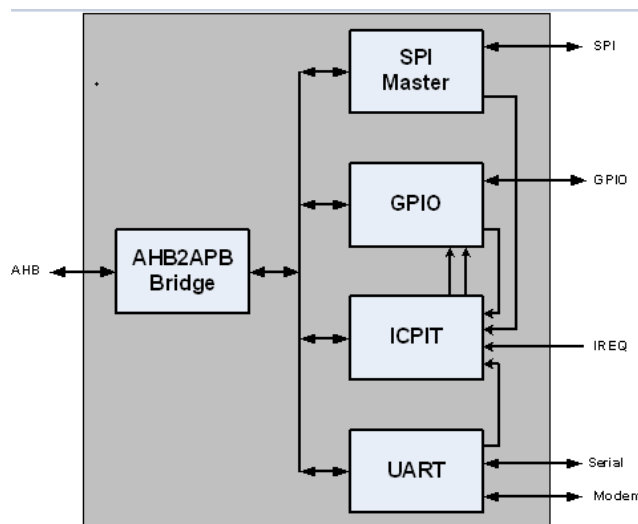 SPI
Master
SPI
GPIO
GPIO
AHB2APB
Bridge
AHB
ICPIT
IREQ
UART
Serial
Modem